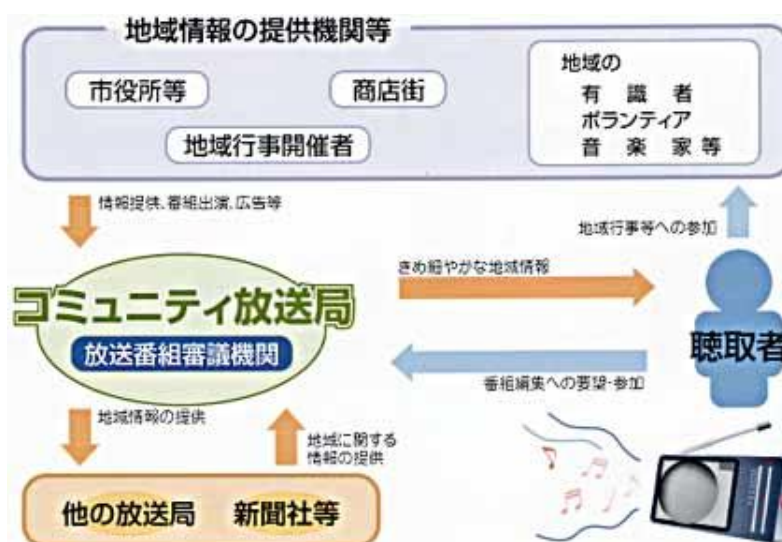 地域情報の提供機関等
市役所等
商店街
地域行事開催者
地域の
有識者
ボランティア
音楽家等
情報提供、番組出演、広告等
地域行事等への参加
きめ細やかな地域情報
コミュニティ放送局
放送番組審議機関
聴取者
番組編集への要望・参加
地域情報の提供
地域に関する
情報の提供
他の放送局
新聞社等